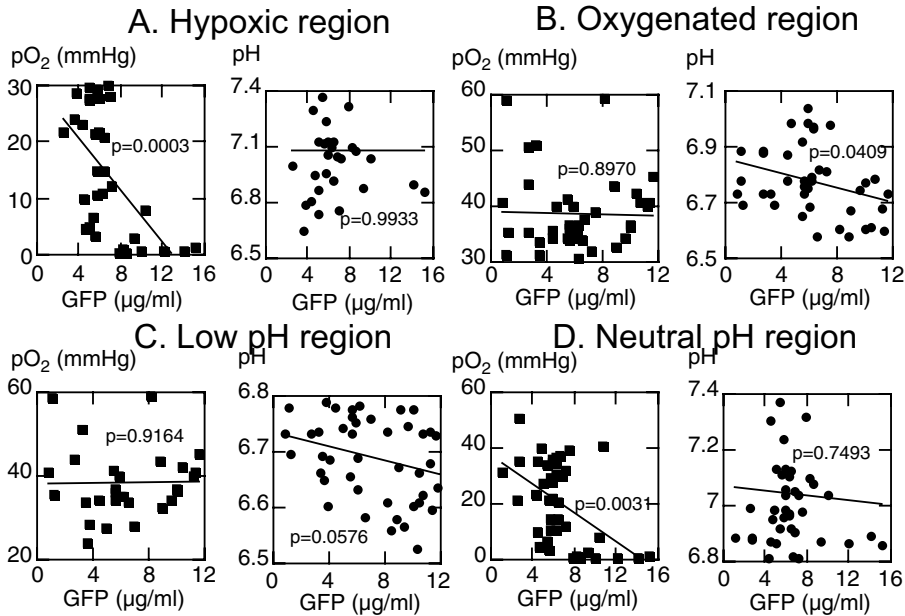 A. Hypoxic region
B. Oxygenated region
pO2 (mmHg)
30
20
10
0
p=0.0003
0 4 8 12 16
GFP (µg/ml)
pH
7.4
7.1
6.8
6.5
p=0.9933
0 4 8 12 16
GFP (µg/ml)
pO2 (mmHg)
60
50
40
30
p=0.8970
0 4 8 12
GFP (µg/ml)
pH
7.1
6.9
6.7
6.5
p=0.0409
0 4 8 12
GFP (µg/ml)
C. Low pH region
D. Neutral pH region
pO2 (mmHg)
60
40
20
p=0.9164
0 4 8 12
GFP (µg/ml)
pH
6.8
6.7
6.6
6.5
p=0.0576
0 4 8 12
GFP (µg/ml)
pO2 (mmHg)
60
40
20
0
p=0.0031
0 4 8 12 16
GFP (µg/ml)
pH
7.4
7.2
7
6.8
p=0.7493
0 4 8 12 16
GFP (µg/ml)